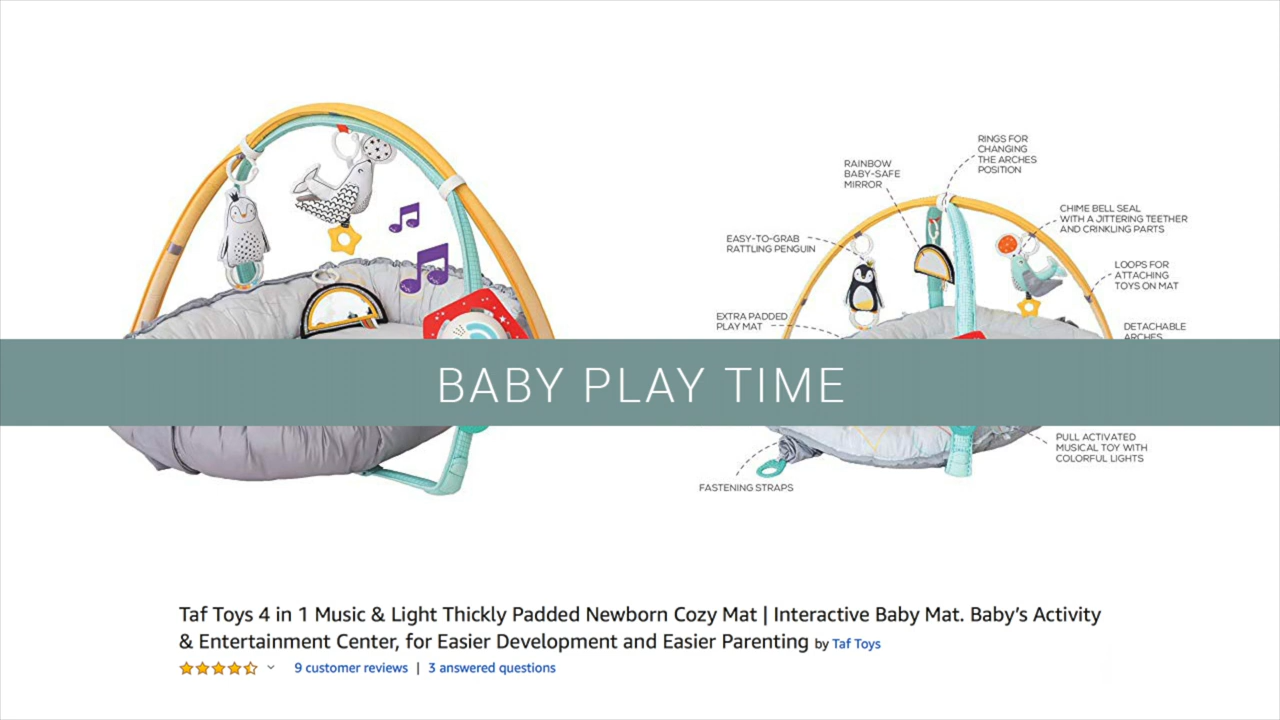 RINGS FOR
CHANGING
THE ARCHES
POSITION
RAINBOW
BABY-SAFE
MIRROR
CHIME BELL SEAL
WITH A JITTERING TEETHER
AND CRINKLING PARTS
EASY-TO-GRAB
RATTLING PENGUIN
LOOPS FOR
ATTACHING
TOYS ON MAT
EXTRA PADDED
PLAY MAT
DETACHABLE
ARCHES
BABY PLAY TIME
PULL ACTIVATED
MUSICAL TOY WITH
COLORFUL LIGHTS
FASTENING STRAPS
Taf Toys 4 in 1 Music & Light Thickly Padded Newborn Cozy Mat | Interactive Baby Mat. Baby’s Activity
& Entertainment Center, for Easier Development and Easier Parenting by Taf Toys
9 customer reviews | 3 answered questions